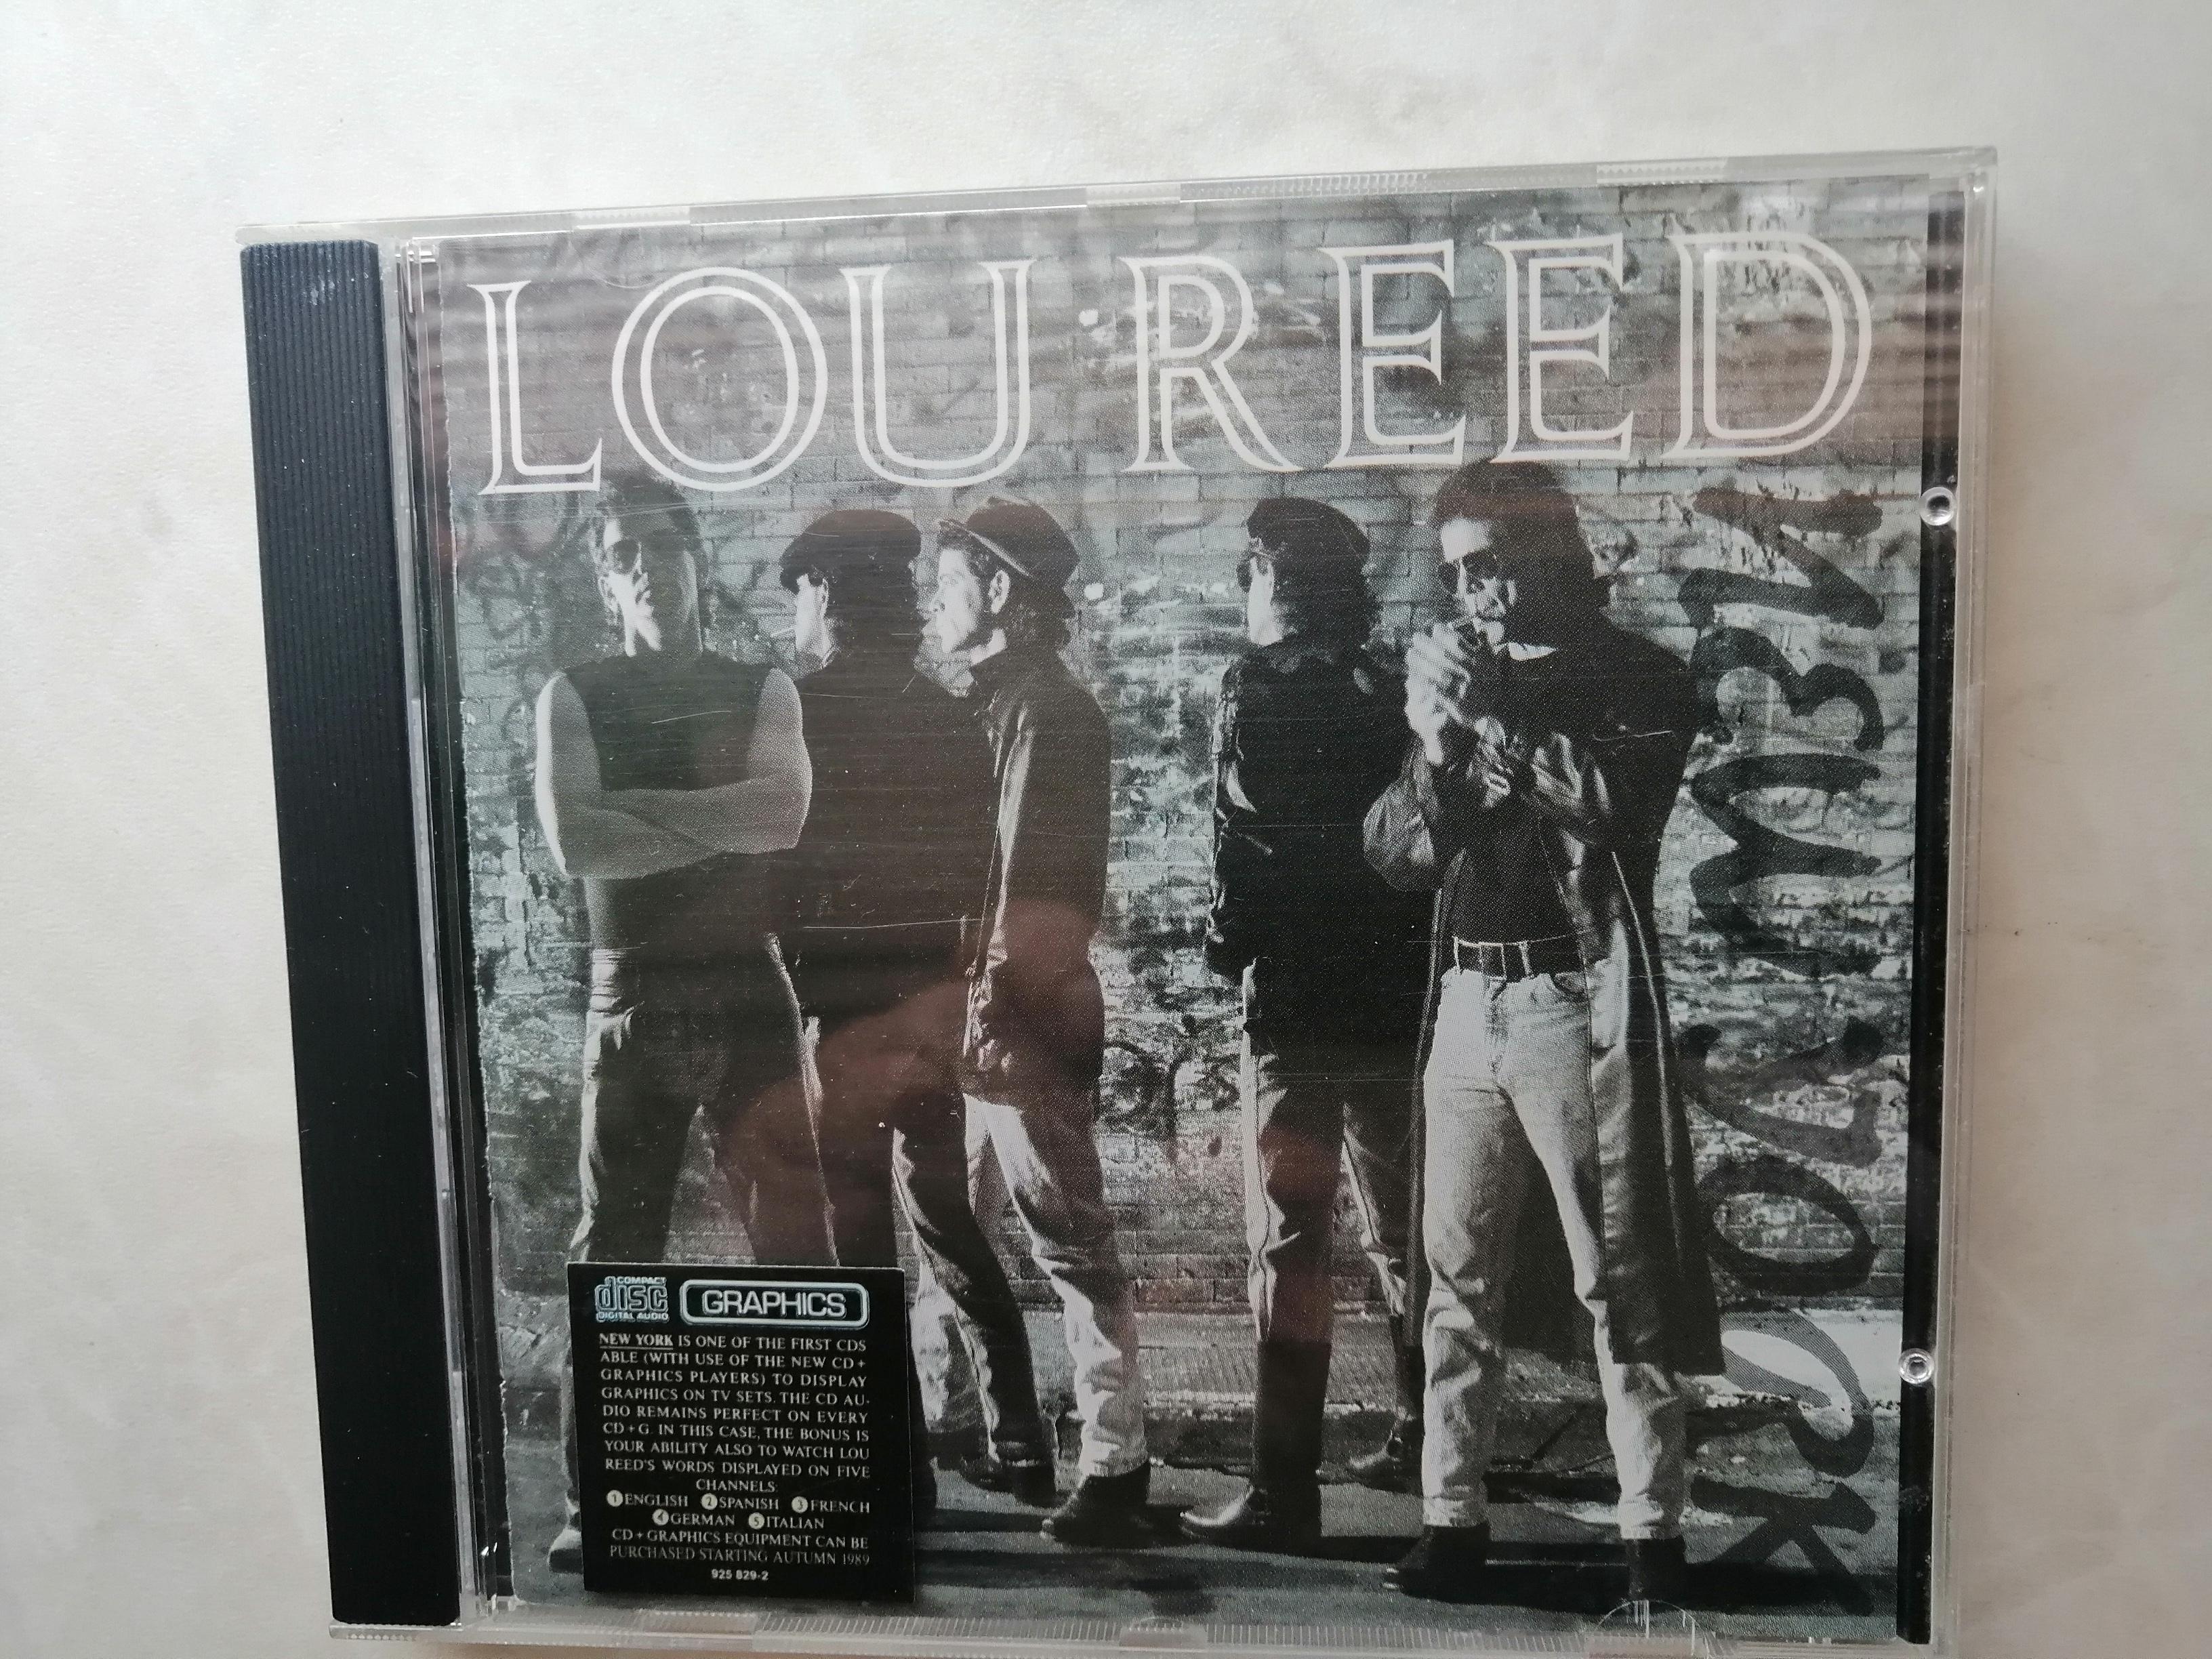 LOU REED
NEW YORK
COMPACT
disc
DIGITAL AUDIO
GRAPHICS
NEW YORK IS ONE OF THE FIRST CDS
ABLE (WITH USE OF THE NEW CD+
GRAPHICS PLAYERS) TO DISPLAY
GRAPHICS ON TV SETS. THE CD AU-
DIO REMAINS PERFECT ON EVERY
CD+G. IN THIS CASE, THE BONUS IS
YOUR ABILITY ALSO TO WATCH LOU
REED'S WORDS DISPLAYED ON FIVE
CHANNELS:
1 ENGLISH 2 SPANISH 3 FRENCH
4 GERMAN 5 ITALIAN
CD+GRAPHICS EQUIPMENT CAN BE
PURCHASED STARTING AUTUMN 1989
925 829-2